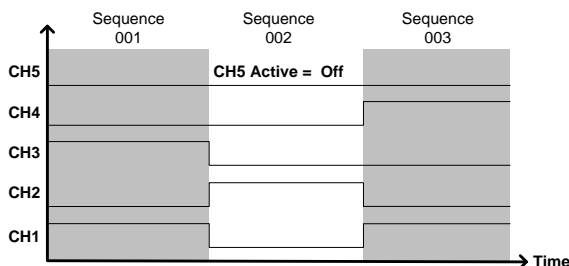 Sequence 001
Sequence 002
Sequence 003
CH5
CH5 Active = Off
CH4
CH3
CH2
CH1
Time